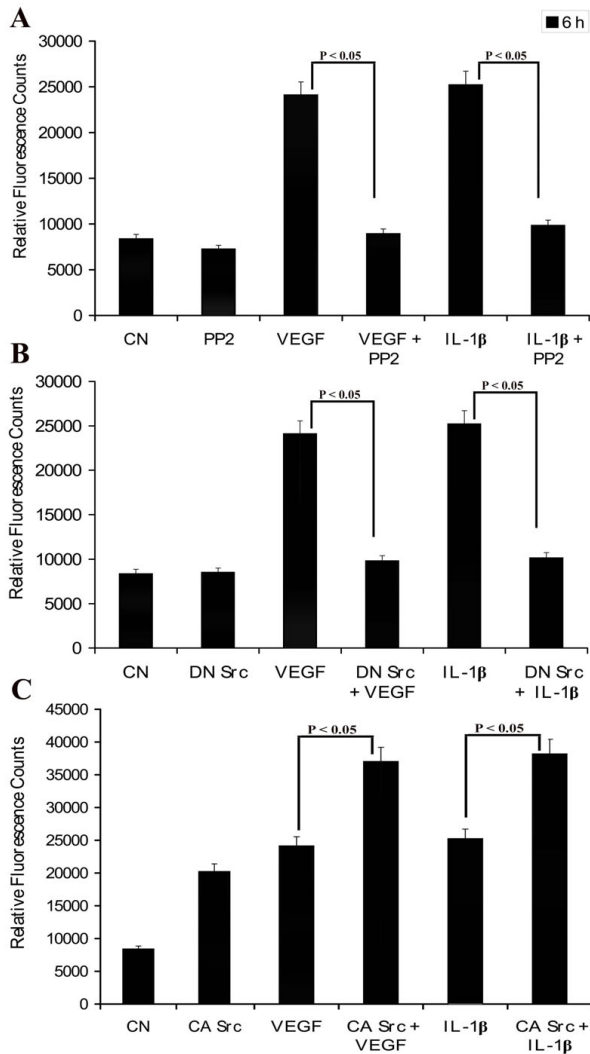 A
6 h
P < 0.05
P < 0.05
30000
25000
20000
15000
10000
5000
0
Relative Fluorescence Counts
CN PP2 VEGF VEGF + IL-1β IL-1β +
PP2 PP2
B
P < 0.05
P < 0.05
30000
25000
20000
15000
10000
5000
0
Relative Fluorescence Counts
CN DN Src VEGF DN Src IL-1β DN Src
+ VEGF + IL-1β
C
P < 0.05
P < 0.05
45000
40000
35000
30000
25000
20000
15000
10000
5000
0
Relative Fluorescence Counts
CN CA Src VEGF CA Src + IL-1β CA Src +
VEGF IL-1β